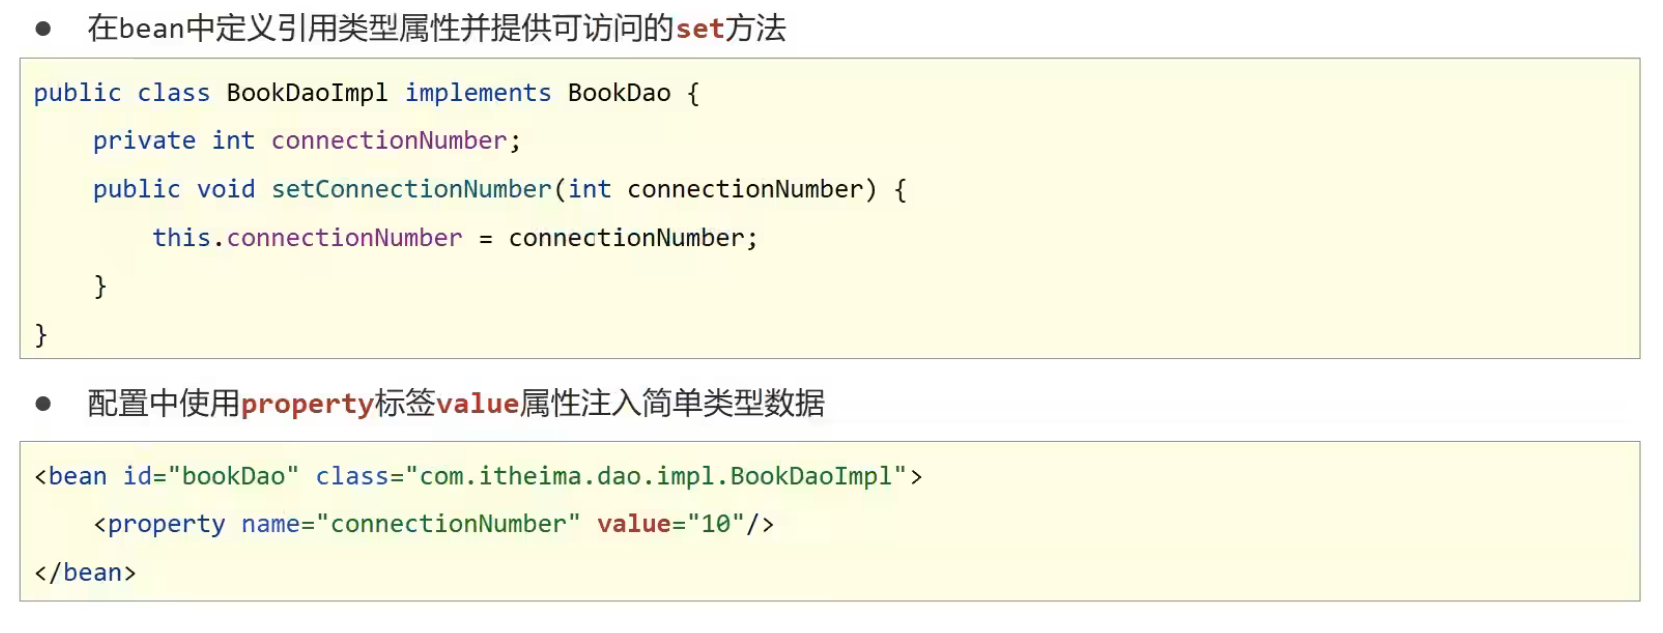 ● 在bean中定义引用类型属性并提供可访问的set方法
public class BookDaoImpl implements BookDao {
    private int connectionNumber;
    public void setConnectionNumber(int connectionNumber) {
        this.connectionNumber = connectionNumber;
    }
}
● 配置中使用property标签value属性注入简单类型数据
<bean id="bookDao" class="com.itheima.dao.impl.BookDaoImpl">
    <property name="connectionNumber" value="10"/>
</bean>